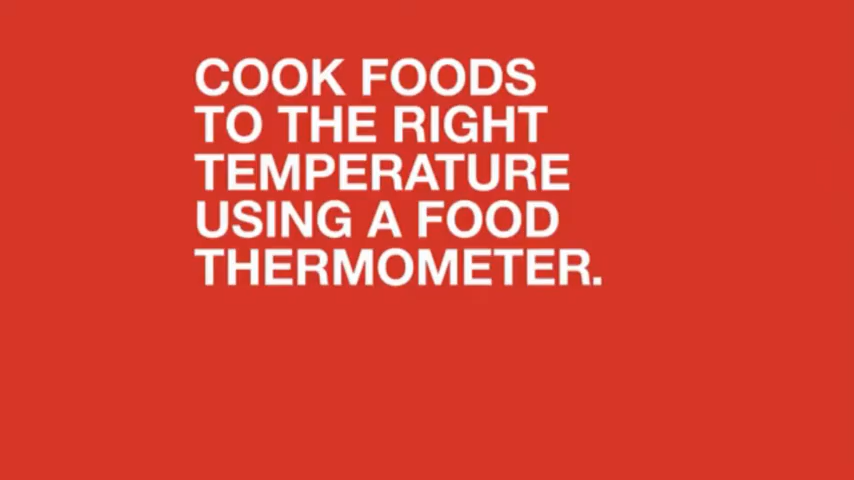 COOK FOODS
TO THE RIGHT
TEMPERATURE
USING A FOOD
THERMOMETER.